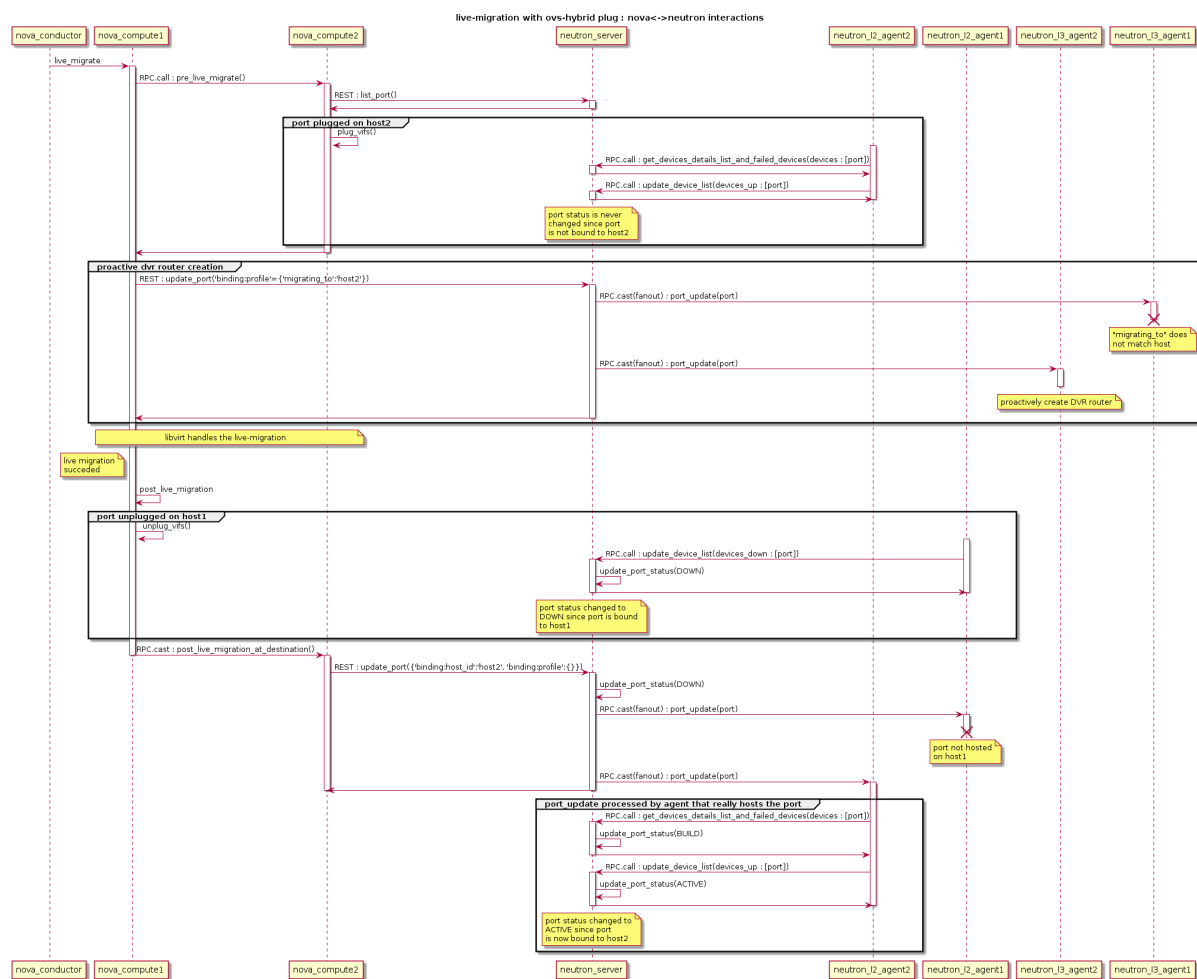 live-migration with ovs-hybrid plug : nova<->neutron interactions
nova_conductor
nova_compute1
nova_compute2
neutron_server
neutron_l2_agent2
neutron_l2_agent1
neutron_l3_agent2
neutron_l3_agent1
live_migrate
RPC.call : pre_live_migrate()
REST : list_port()
port plugged on host2
plug_vifs()
RPC.call : get_devices_details_list_and_failed_devices(devices : [port])
RPC.call : update_device_list(devices_up : [port])
port status is never
changed since port
is not bound to host2
proactive dvr router creation
REST : update_port('binding:profile'= {'migrating_to':'host2'})
RPC.cast(fanout) : port_update(port)
"migrating_to" does
not match host
RPC.cast(fanout) : port_update(port)
proactively create DVR router
libvirt handles the live-migration
live migration
succeded
post_live_migration
port unplugged on host1
unplug_vifs()
RPC.call : update_device_list(devices_down : [port])
update_port_status(DOWN)
port status changed to
DOWN since port is bound
to host1
RPC.cast : post_live_migration_at_destination()
REST : update_port({'binding:host_id':'host2', 'binding:profile':{}})
update_port_status(DOWN)
RPC.cast(fanout) : port_update(port)
port not hosted
on host1
RPC.cast(fanout) : port_update(port)
port_update processed by agent that really hosts the port
RPC.call : get_devices_details_list_and_failed_devices(devices : [port])
update_port_status(BUILD)
RPC.call : update_device_list(devices_up : [port])
update_port_status(ACTIVE)
port status changed to
ACTIVE since port
is now bound to host2
nova_conductor
nova_compute1
nova_compute2
neutron_server
neutron_l2_agent2
neutron_l2_agent1
neutron_l3_agent2
neutron_l3_agent1